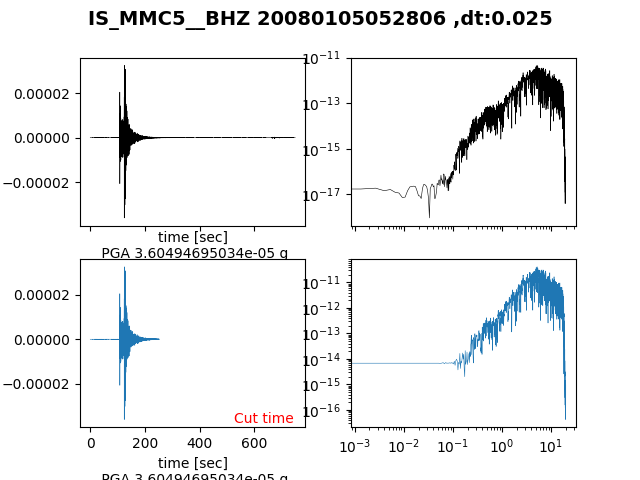 IS_MMC5__BHZ 20080105052806 ,dt:0.025
0.00002
0.00000
−0.00002
time [sec]
PGA 3.60494695034e-05 g
10⁻¹¹
10⁻¹³
10⁻¹⁵
10⁻¹⁷
0.00002
0.00000
−0.00002
Cut time
0 200 400 600
time [sec]
PGA 3.60494695034e-05 g
10⁻¹¹
10⁻¹²
10⁻¹³
10⁻¹⁴
10⁻¹⁵
10⁻¹⁶
10⁻³ 10⁻² 10⁻¹ 10⁰ 10¹